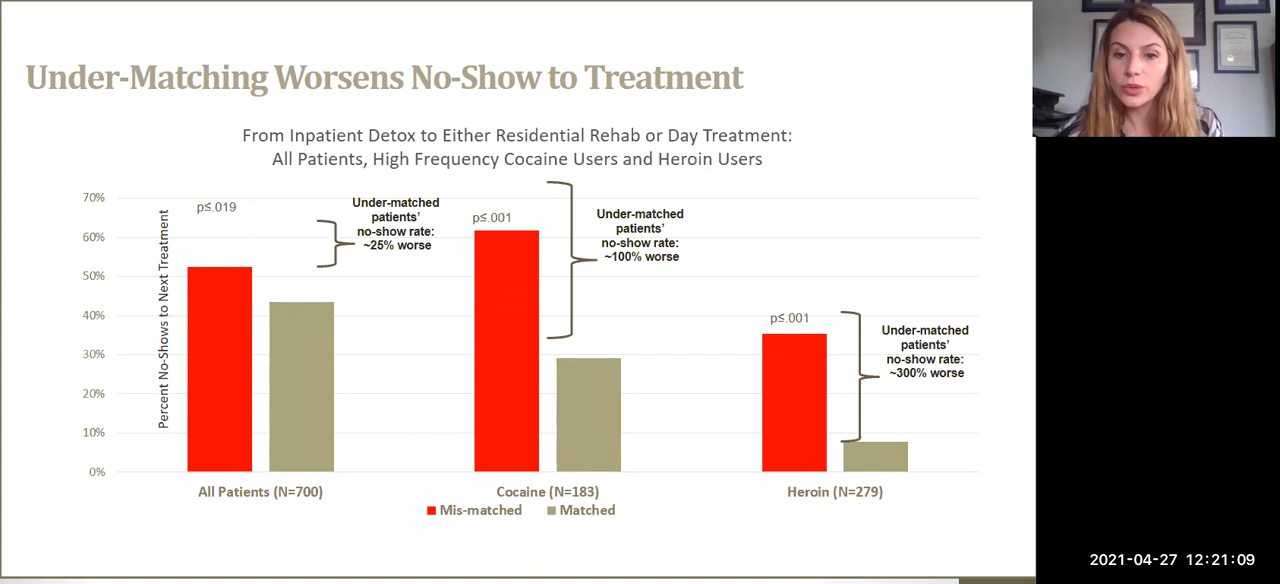 Under-Matching Worsens No-Show to Treatment
From Inpatient Detox to Either Residential Rehab or Day Treatment:
All Patients, High Frequency Cocaine Users and Heroin Users
70%
60%
50%
40%
30%
20%
10%
0%
Percent No-Shows to Next Treatment
p≤.019
Under-matched
patients’
no-show rate:
~25% worse
p≤.001
Under-matched
patients’
no-show rate:
~100% worse
p≤.001
Under-matched
patients’
no-show rate:
~300% worse
All Patients (N=700)
Cocaine (N=183)
Heroin (N=279)
Mis-matched
Matched
2021-04-27 12:21:09